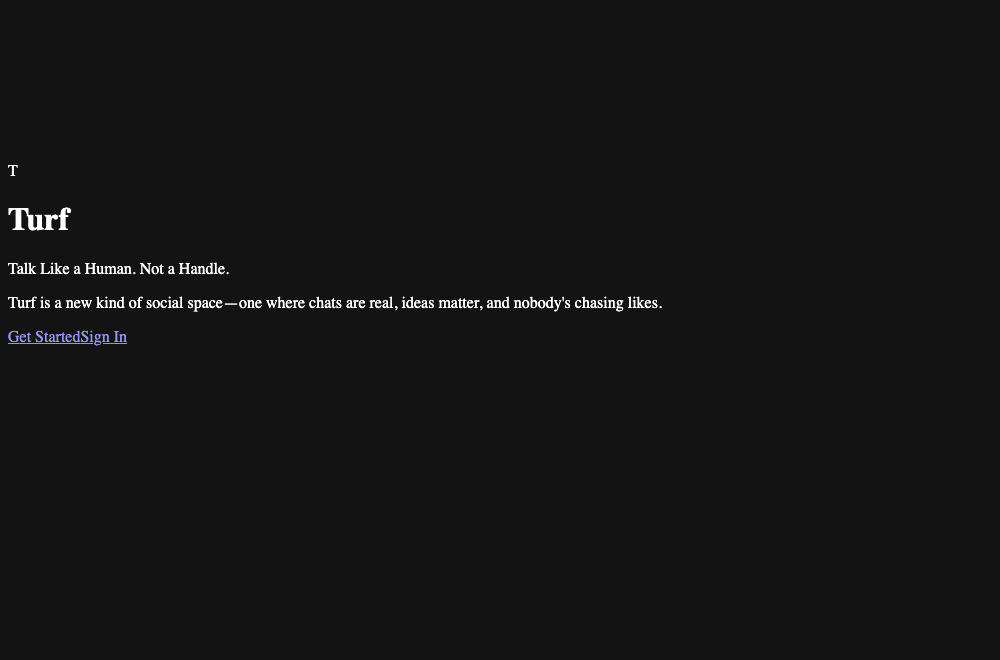 T
Turf
Talk Like a Human. Not a Handle.
Turf is a new kind of social space—one where chats are real, ideas matter, and nobody's chasing likes.
Get StartedSign In